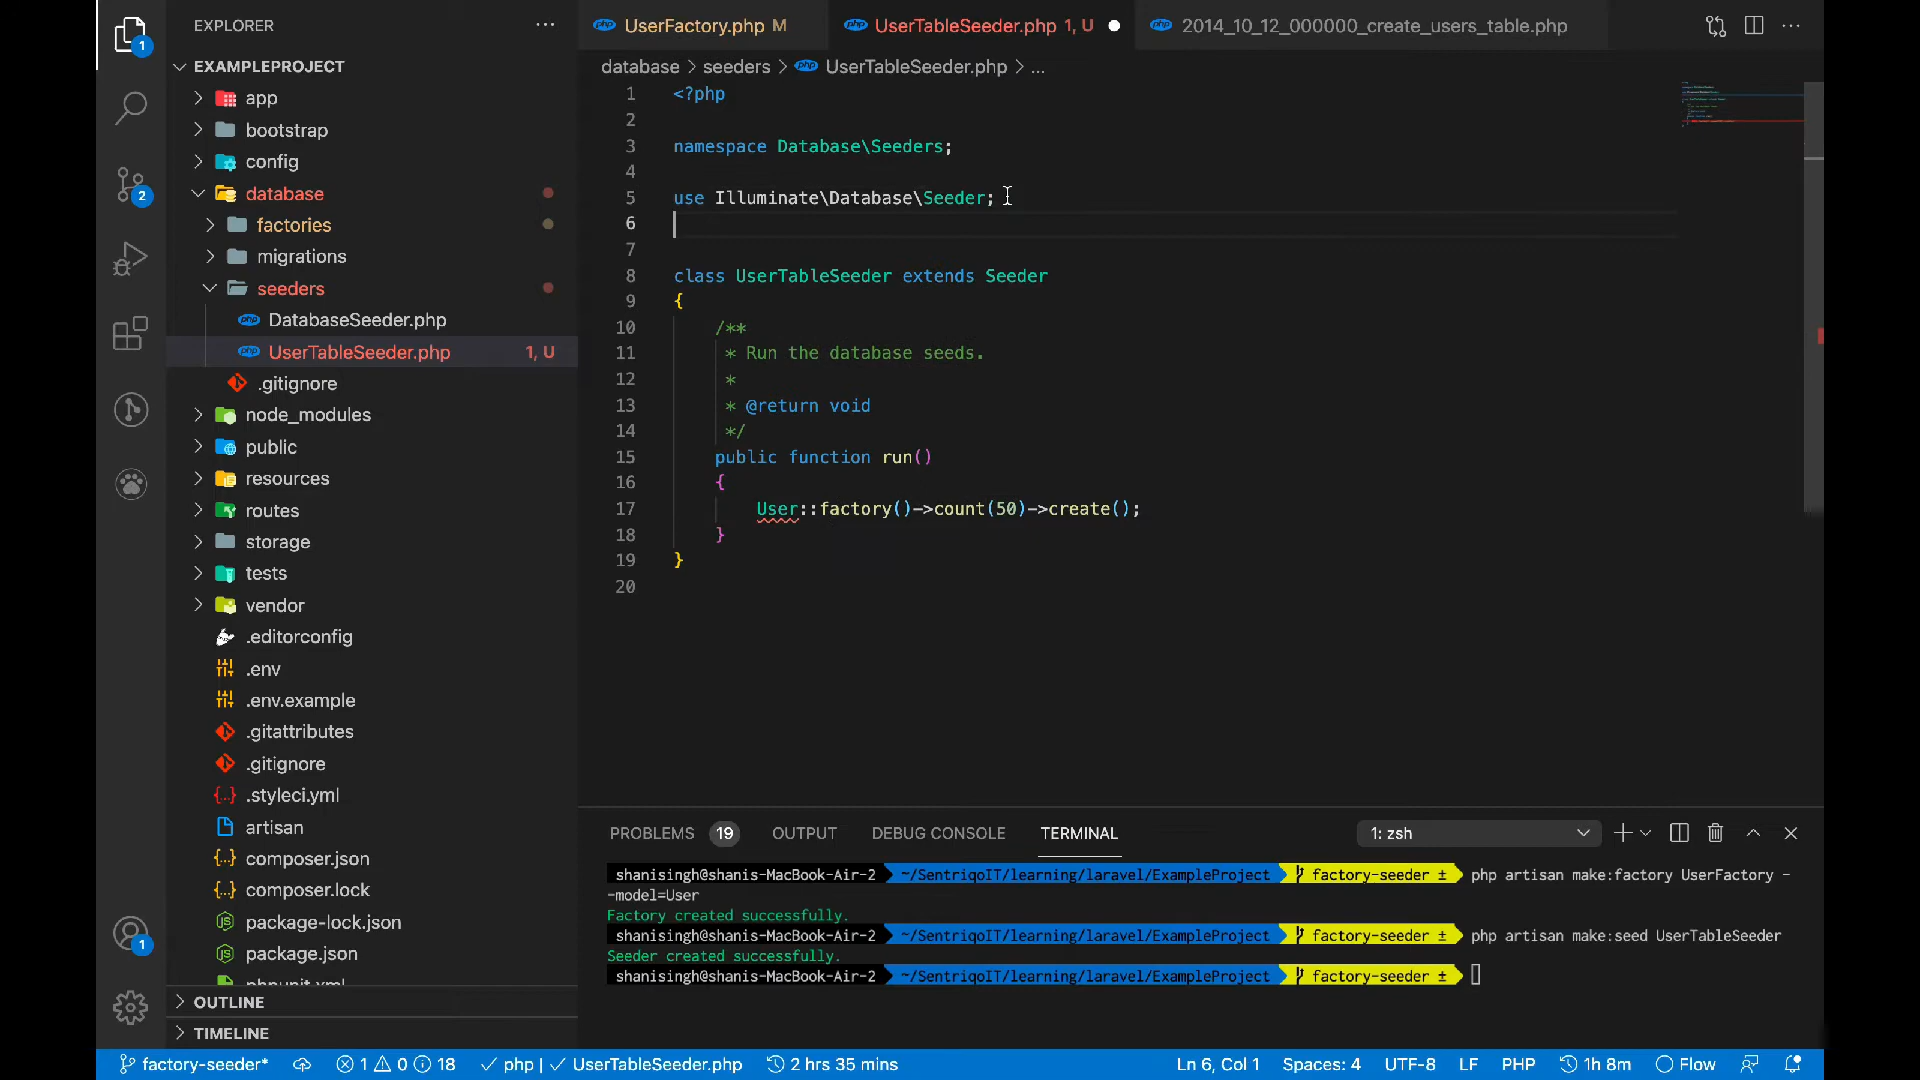 EXPLORER
EXAMPLEPROJECT
app
bootstrap
config
database
factories
migrations
seeders
DatabaseSeeder.php
UserTableSeeder.php 1, U
.gitignore
node_modules
public
resources
routes
storage
tests
vendor
.editorconfig
.env
.env.example
.gitattributes
.gitignore
.styleci.yml
artisan
composer.json
composer.lock
package-lock.json
package.json
phpunit.xml
OUTLINE
TIMELINE
1
2
1
UserFactory.php M
UserTableSeeder.php 1, U
2014_10_12_000000_create_users_table.php
database > seeders > UserTableSeeder.php > ...
1 <?php
2
3 namespace Database\Seeders;
4
5 use Illuminate\Database\Seeder;
6
7
8 class UserTableSeeder extends Seeder
9 {
10 /**
11 * Run the database seeds.
12 *
13 * @return void
14 */
15 public function run()
16 {
17 User::factory()->count(50)->create();
18 }
19 }
20
PROBLEMS 19 OUTPUT DEBUG CONSOLE TERMINAL 1: zsh
shanisingh@shanis-MacBook-Air-2 ~/SentriqoIT/learning/laravel/ExampleProject factory-seeder ± php artisan make:factory UserFactory -
-model=User
Factory created successfully.
shanisingh@shanis-MacBook-Air-2 ~/SentriqoIT/learning/laravel/ExampleProject factory-seeder ± php artisan make:seed UserTableSeeder
Seeder created successfully.
shanisingh@shanis-MacBook-Air-2 ~/SentriqoIT/learning/laravel/ExampleProject factory-seeder ±
factory-seeder* 1 0 18 php | UserTableSeeder.php 2 hrs 35 mins Ln 6, Col 1 Spaces: 4 UTF-8 LF PHP 1h 8m Flow